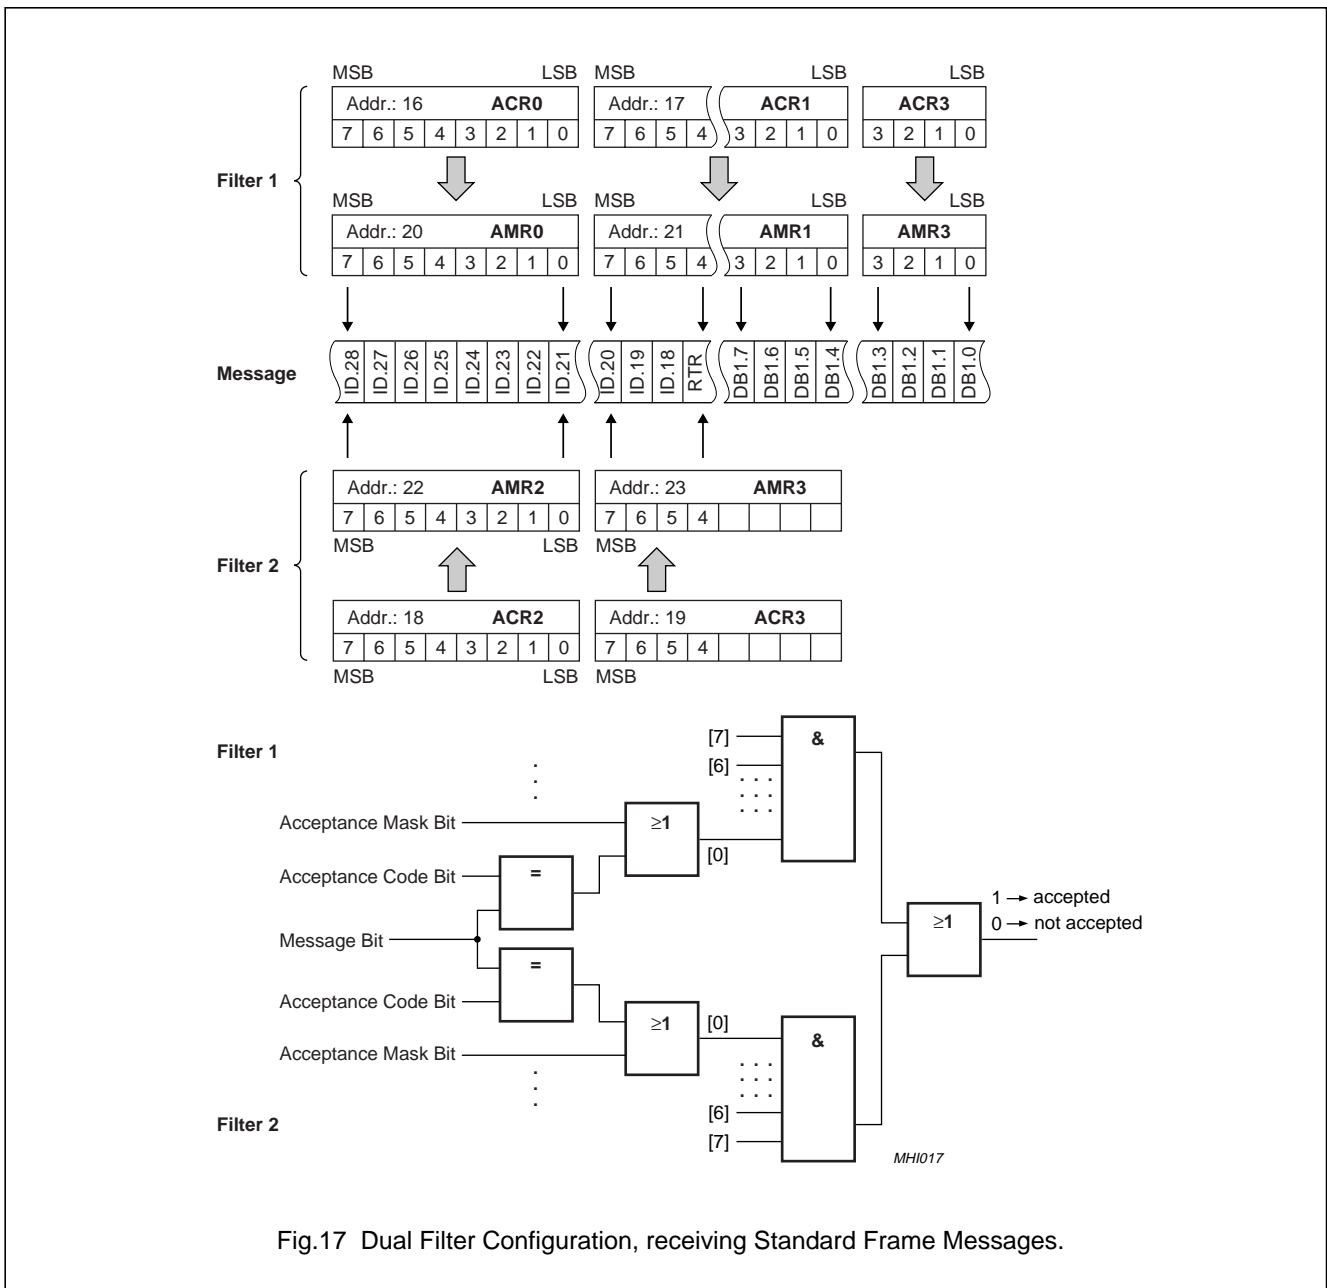 MSB LSB MSB LSB LSB
Addr.: 16 ACR0 Addr.: 17 ACR1 ACR3
7 6 5 4 3 2 1 0 7 6 5 4 3 2 1 0 3 2 1 0
Filter 1
MSB LSB MSB LSB LSB
Addr.: 20 AMR0 Addr.: 21 AMR1 AMR3
7 6 5 4 3 2 1 0 7 6 5 4 3 2 1 0 3 2 1 0
Message ID.28 ID.27 ID.26 ID.25 ID.24 ID.23 ID.22 ID.21 ID.20 ID.19 ID.18 RTR DB1.7 DB1.6 DB1.5 DB1.4 DB1.3 DB1.2 DB1.1 DB1.0
Addr.: 22 AMR2 Addr.: 23 AMR3
7 6 5 4 3 2 1 0 7 6 5 4
MSB LSB MSB
Filter 2
Addr.: 18 ACR2 Addr.: 19 ACR3
7 6 5 4 3 2 1 0 7 6 5 4
MSB LSB MSB
Filter 1
[7] &
[6]
Acceptance Mask Bit ≥1
[0]
Acceptance Code Bit =
1 → accepted
Message Bit ≥1 0 → not accepted
=
Acceptance Code Bit
≥1 [0] &
Acceptance Mask Bit
[6]
Filter 2
[7]
MHI017
Fig.17 Dual Filter Configuration, receiving Standard Frame Messages.